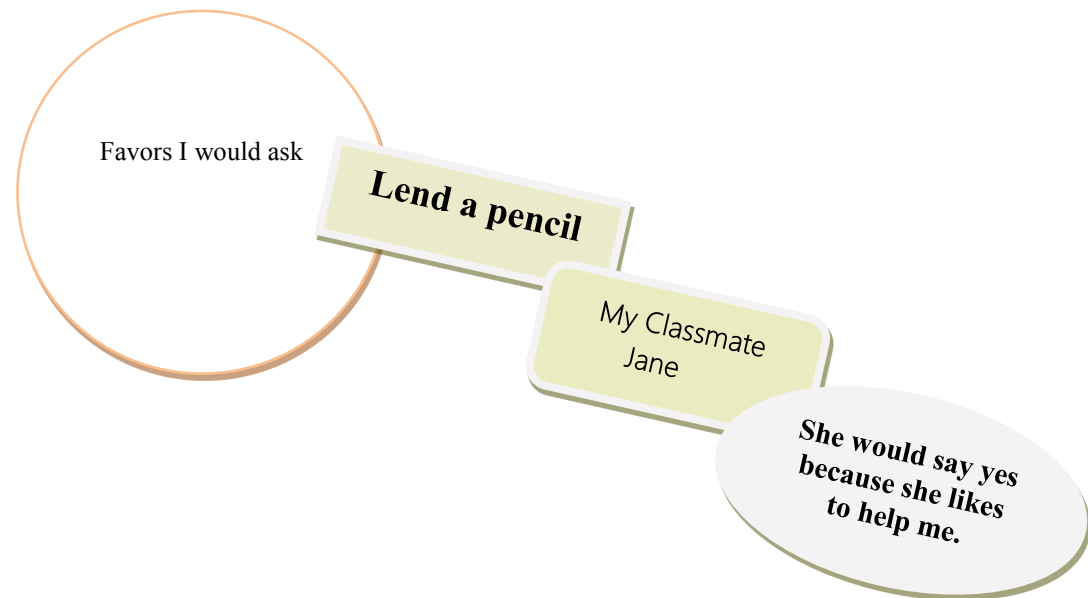 Favors I would ask
Lend a pencil
My Classmate
Jane
She would say yes
because she likes
to help me.